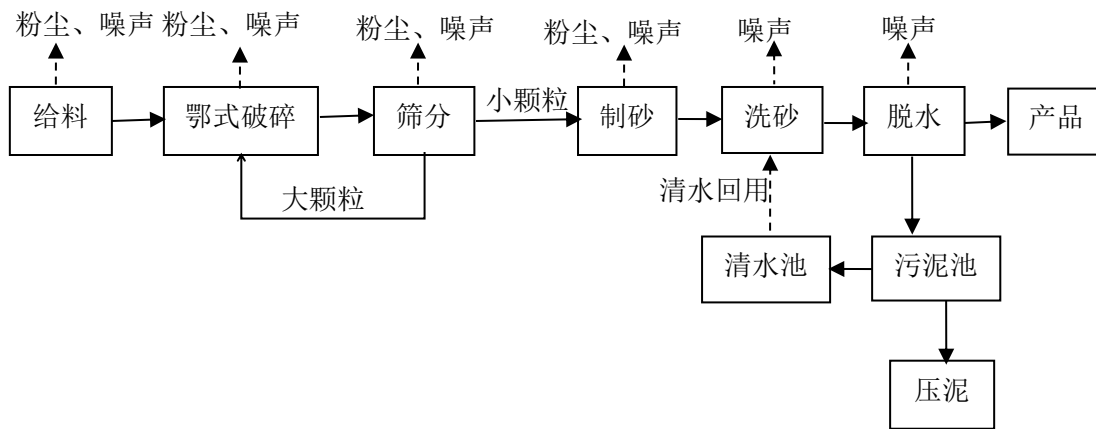 粉尘、噪声
粉尘、噪声
粉尘、噪声
粉尘、噪声
噪声
噪声
给料
鄂式破碎
筛分
小颗粒
制砂
洗砂
脱水
产品
大颗粒
清水回用
清水池
污泥池
压泥